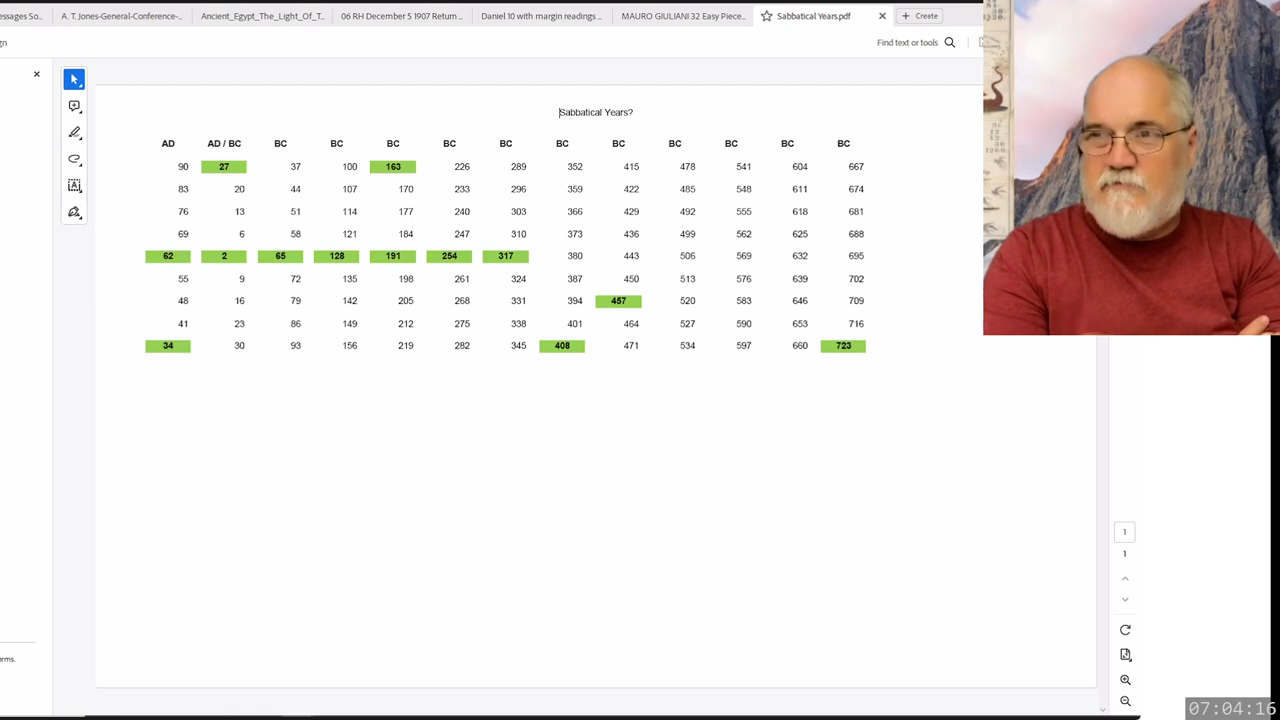 essages So... A. T. Jones-General-Conference-... Ancient_Egypt_The_Light_Of_T... 06 RH December 5 1907 Return ... Daniel 10 with margin readings ... MAURO GIULIANI 32 Easy Piece... Sabbatical Years.pdf Create
gn Find text or tools
Sabbatical Years?
AD AD / BC BC BC BC BC BC BC BC BC BC BC BC
90 27 37 100 163 226 289 352 415 478 541 604 667
83 20 44 107 170 233 296 359 422 485 548 611 674
76 13 51 114 177 240 303 366 429 492 555 618 681
69 6 58 121 184 247 310 373 436 499 562 625 688
62 2 65 128 191 254 317 380 443 506 569 632 695
55 9 72 135 198 261 324 387 450 513 576 639 702
48 16 79 142 205 268 331 394 457 520 583 646 709
41 23 86 149 212 275 338 401 464 527 590 653 716
34 30 93 156 219 282 345 408 471 534 597 660 723
1
1
orms.
07:04:16